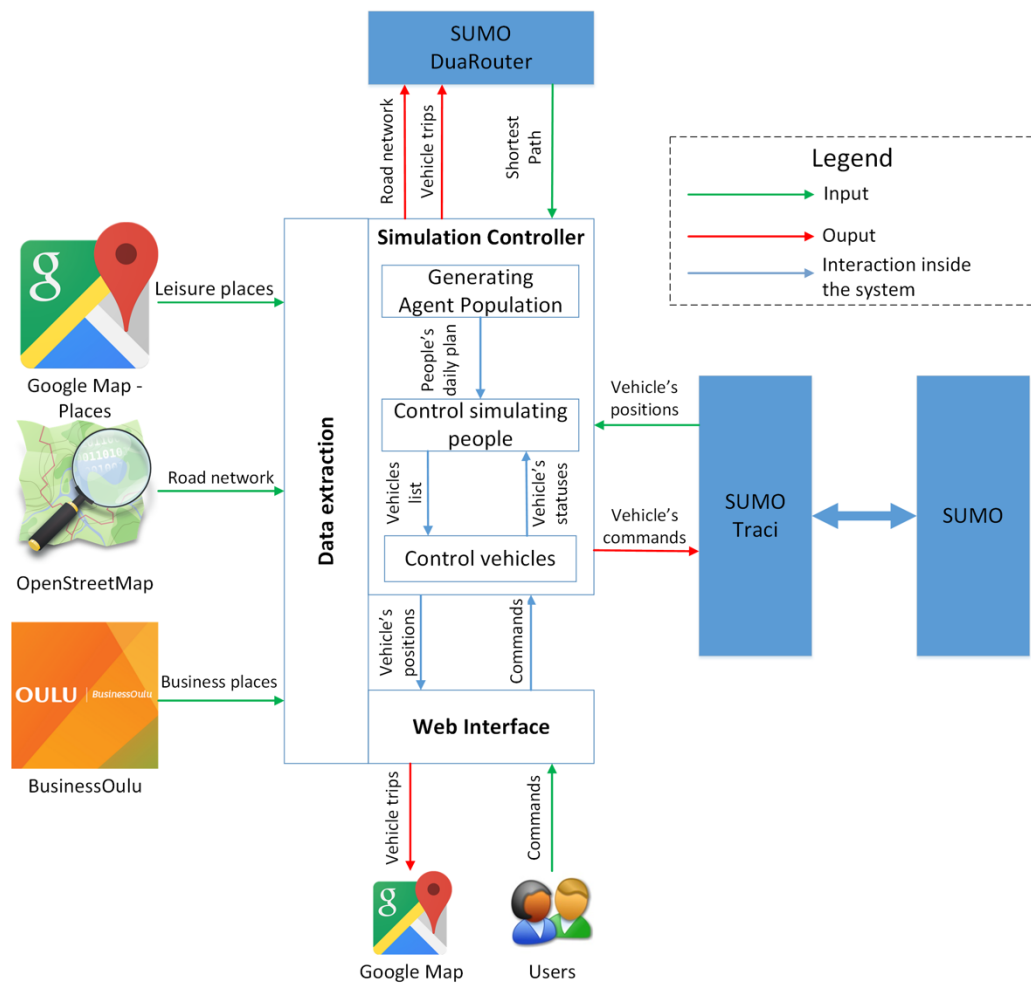 SUMO
DuaRouter
Road network
Vehicle trips
Shortest
Path
Legend
Input
Ouput
Interaction inside
the system
Simulation Controller
Generating
Agent Population
People's
daily plan
Control simulating
people
Vehicles
list
Vehicle's
statuses
Control vehicles
Data extraction
g
Leisure places
Google Map -
Places
Road network
OpenStreetMap
OULU
BusinessOulu
Business places
BusinessOulu
Vehicle's
positions
Vehicle's
commands
SUMO
Traci
SUMO
Vehicle's
positions
Commands
Web Interface
Vehicle trips
Commands
g
Google Map
Users